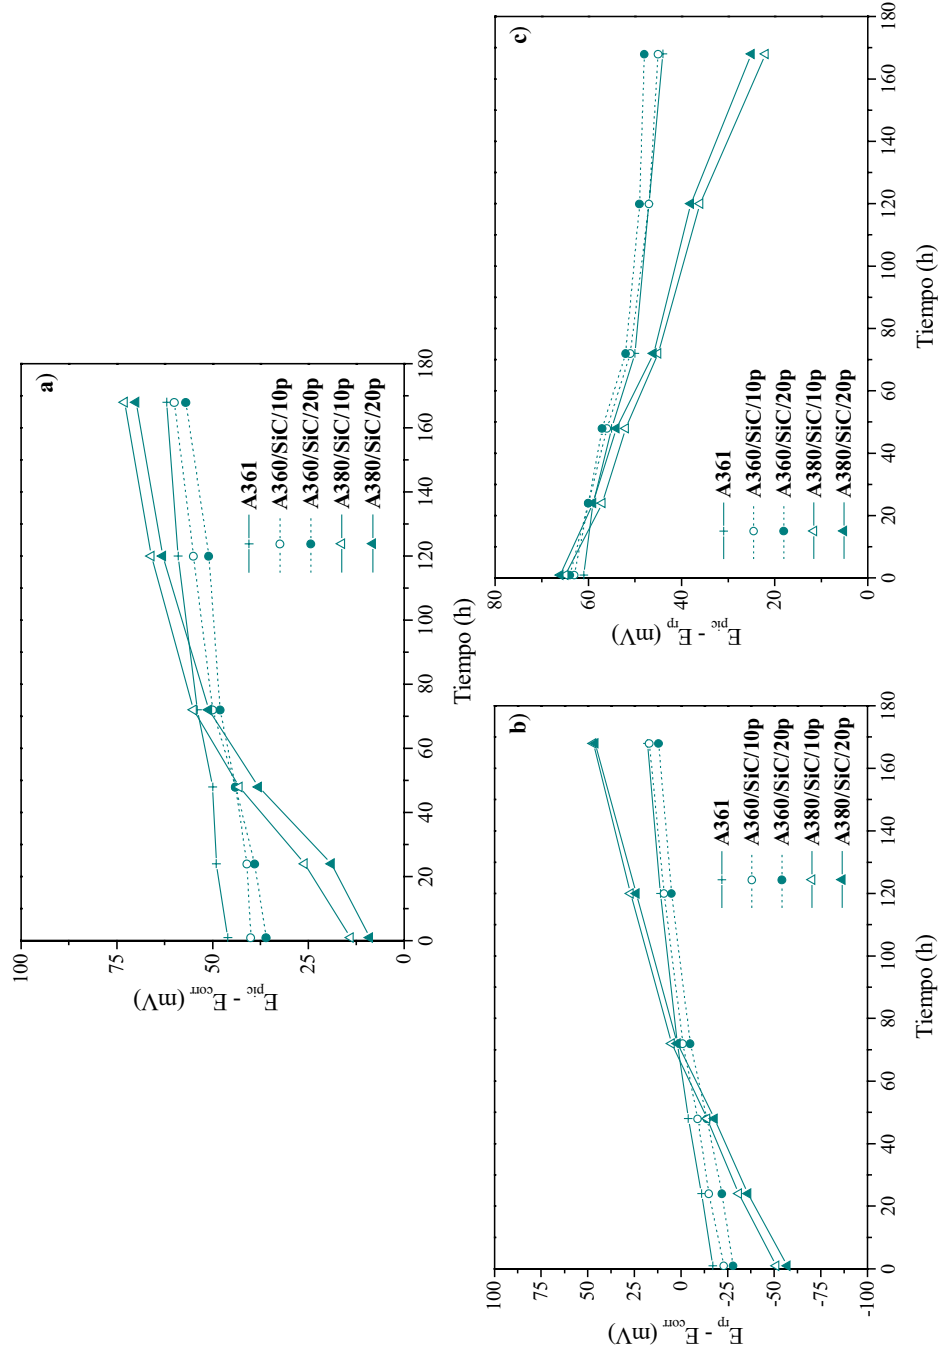 a)
100
75
50
25
0
E_pic - E_corr (mV)
0 20 40 60 80 100 120 140 160 180
Tiempo (h)
A361
A360/SiC/10p
A360/SiC/20p
A380/SiC/10p
A380/SiC/20p
b)
100
75
50
25
0
-25
-50
-75
-100
E_rp - E_corr (mV)
0 20 40 60 80 100 120 140 160 180
Tiempo (h)
A361
A360/SiC/10p
A360/SiC/20p
A380/SiC/10p
A380/SiC/20p
c)
80
60
40
20
E_pic - E_rp (mV)
0 20 40 60 80 100 120 140 160 180
Tiempo (h)
A361
A360/SiC/10p
A360/SiC/20p
A380/SiC/10p
A380/SiC/20p